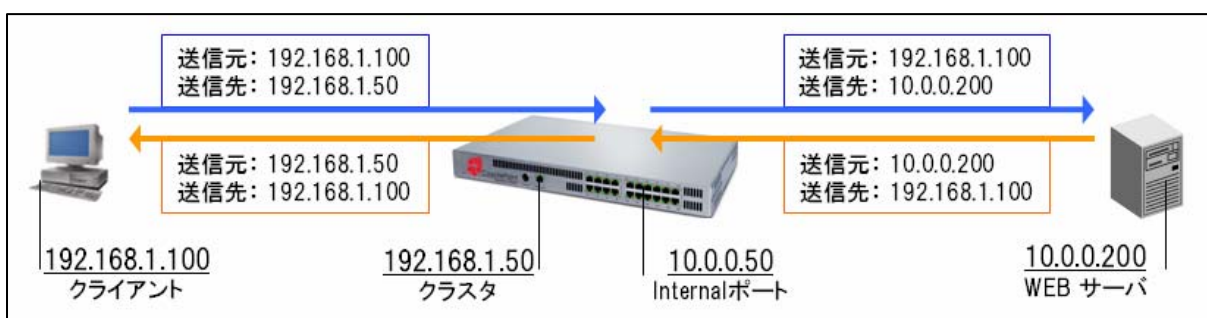 送信元： 192.168.1.100
送信先： 192.168.1.50
送信元： 192.168.1.100
送信先： 10.0.0.200
送信元： 192.168.1.50
送信先： 192.168.1.100
送信元： 10.0.0.200
送信先： 192.168.1.100
192.168.1.100
クライアント
192.168.1.50
クラスタ
10.0.0.50
Internalポート
10.0.0.200
WEB サーバ